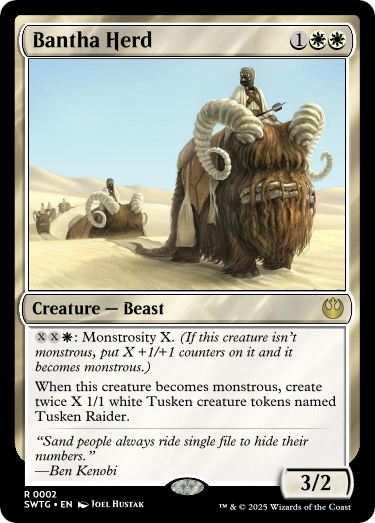 Bantha Herd 1
Creature — Beast
XX: Monstrosity X. (If this creature isn't
monstrous, put X +1/+1 counters on it and it
becomes monstrous.)
When this creature becomes monstrous, create
twice X 1/1 white Tusken creature tokens named
Tusken Raider.
“Sand people always ride single file to hide their
numbers.”
—Ben Kenobi
3/2
R 0002
SWTG • EN Joel Hustak
™ & © 2025 Wizards of the Coast